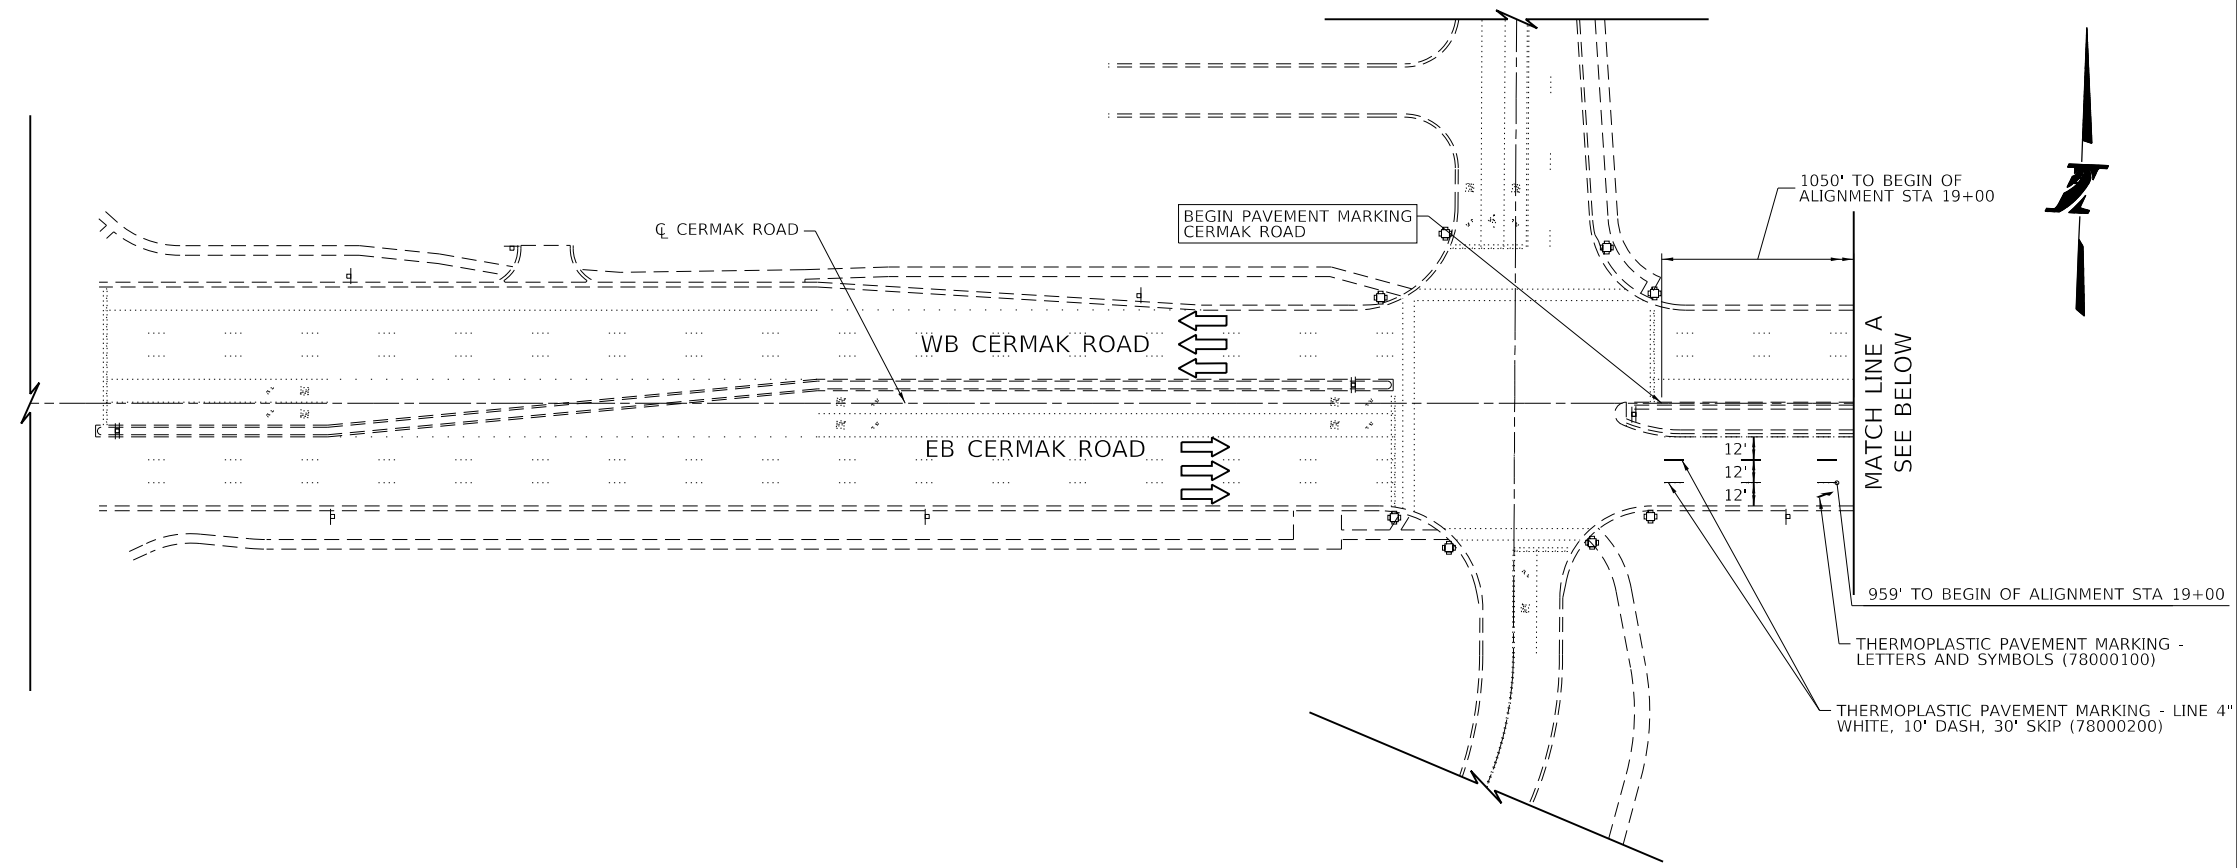 1050' TO BEGIN OF
ALIGNMENT STA 19+00
BEGIN PAVEMENT MARKING
CERMAK ROAD
℄ CERMAK ROAD
WB CERMAK ROAD
EB CERMAK ROAD
12'
12'
12'
MATCH LINE A
SEE BELOW
959' TO BEGIN OF ALIGNMENT STA 19+00
THERMOPLASTIC PAVEMENT MARKING -
LETTERS AND SYMBOLS (78000100)
THERMOPLASTIC PAVEMENT MARKING - LINE 4"
WHITE, 10' DASH, 30' SKIP (78000200)